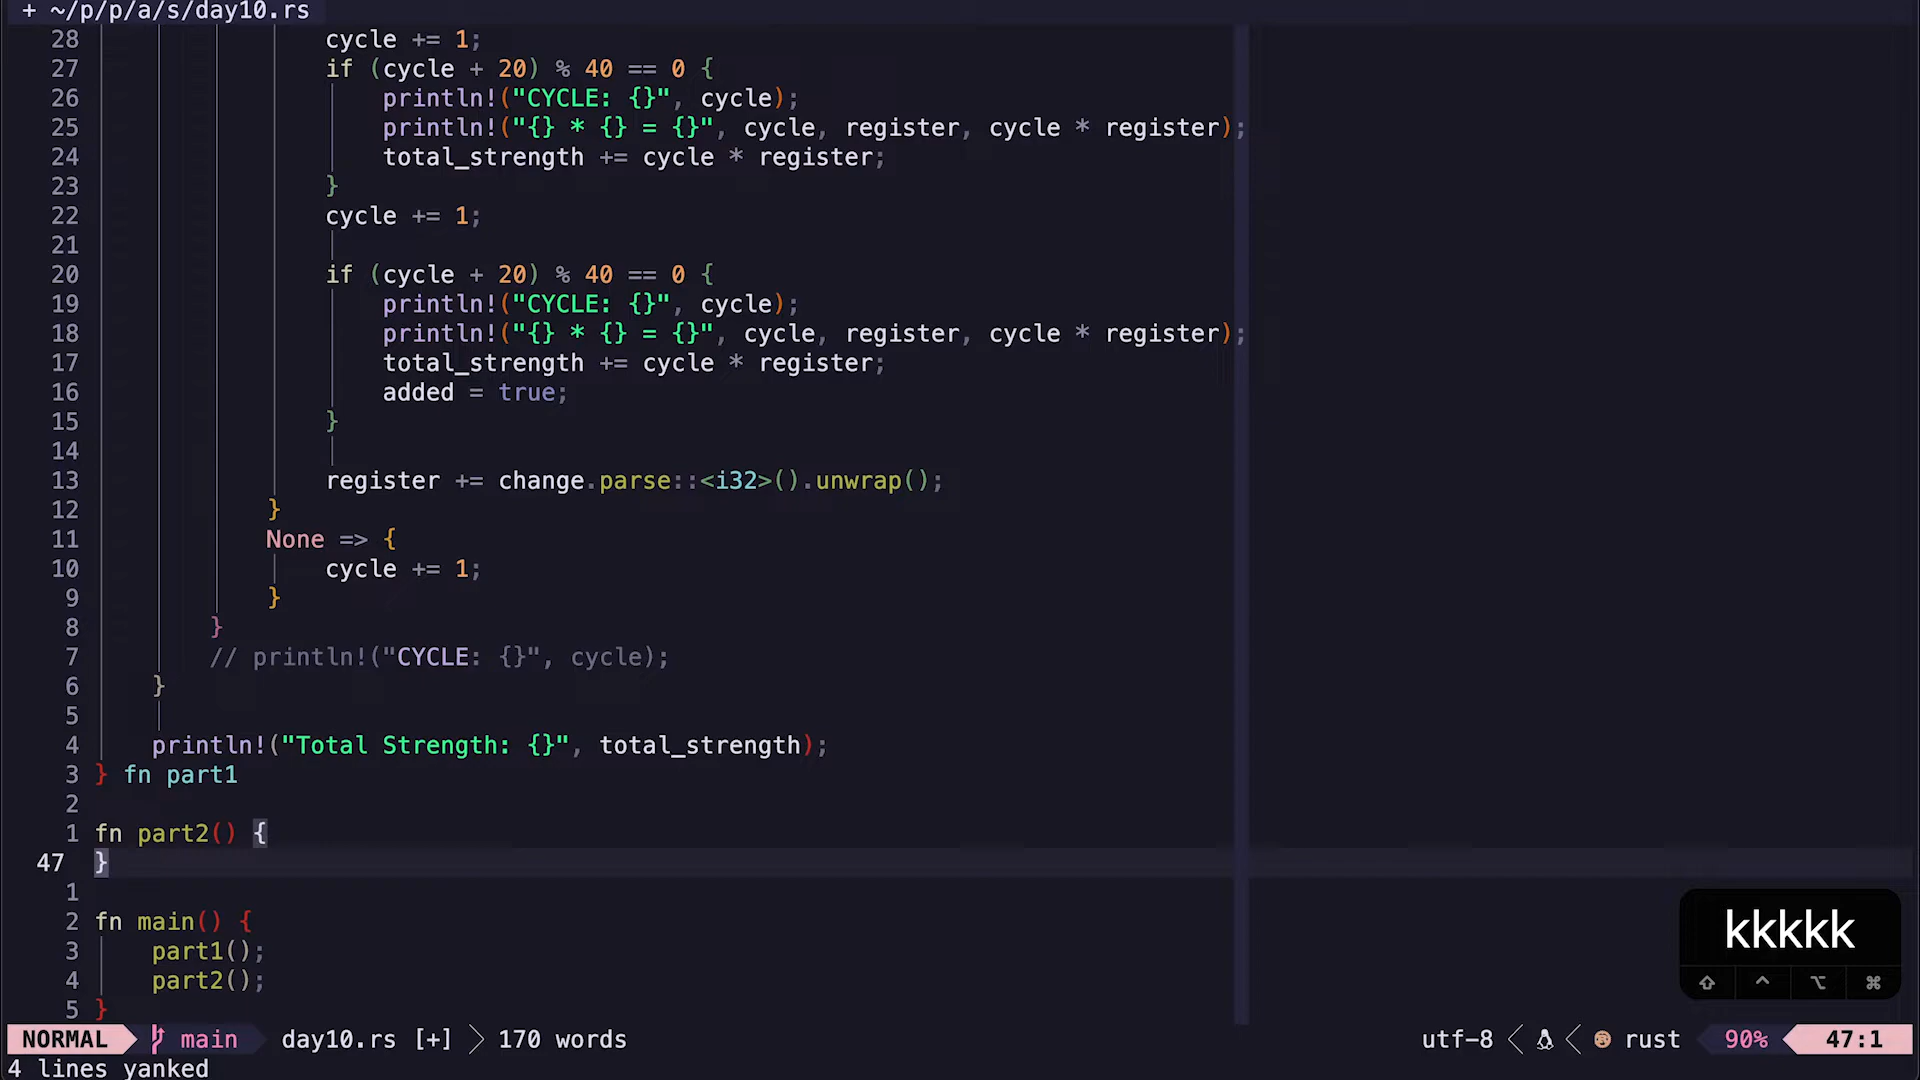 + ~/p/p/a/s/day10.rs
28 cycle += 1;
27 if (cycle + 20) % 40 == 0 {
26 println!("CYCLE: {}", cycle);
25 println!("{} * {} = {}", cycle, register, cycle * register);
24 total_strength += cycle * register;
23 }
22 cycle += 1;
21
20 if (cycle + 20) % 40 == 0 {
19 println!("CYCLE: {}", cycle);
18 println!("{} * {} = {}", cycle, register, cycle * register);
17 total_strength += cycle * register;
16 added = true;
15 }
14
13 register += change.parse::<i32>().unwrap();
12 }
11 None => {
10 cycle += 1;
9 }
8 }
7 // println!("CYCLE: {}", cycle);
6 }
5
4 println!("Total Strength: {}", total_strength);
3 } fn part1
2
1 fn part2() {
47 }
1
2 fn main() {
3 part1();
4 part2();
5 }
kkkkk
⇧ ^ ⌥ ⌘
NORMAL main day10.rs [+] 170 words utf-8 rust 90% 47:1
4 lines yanked